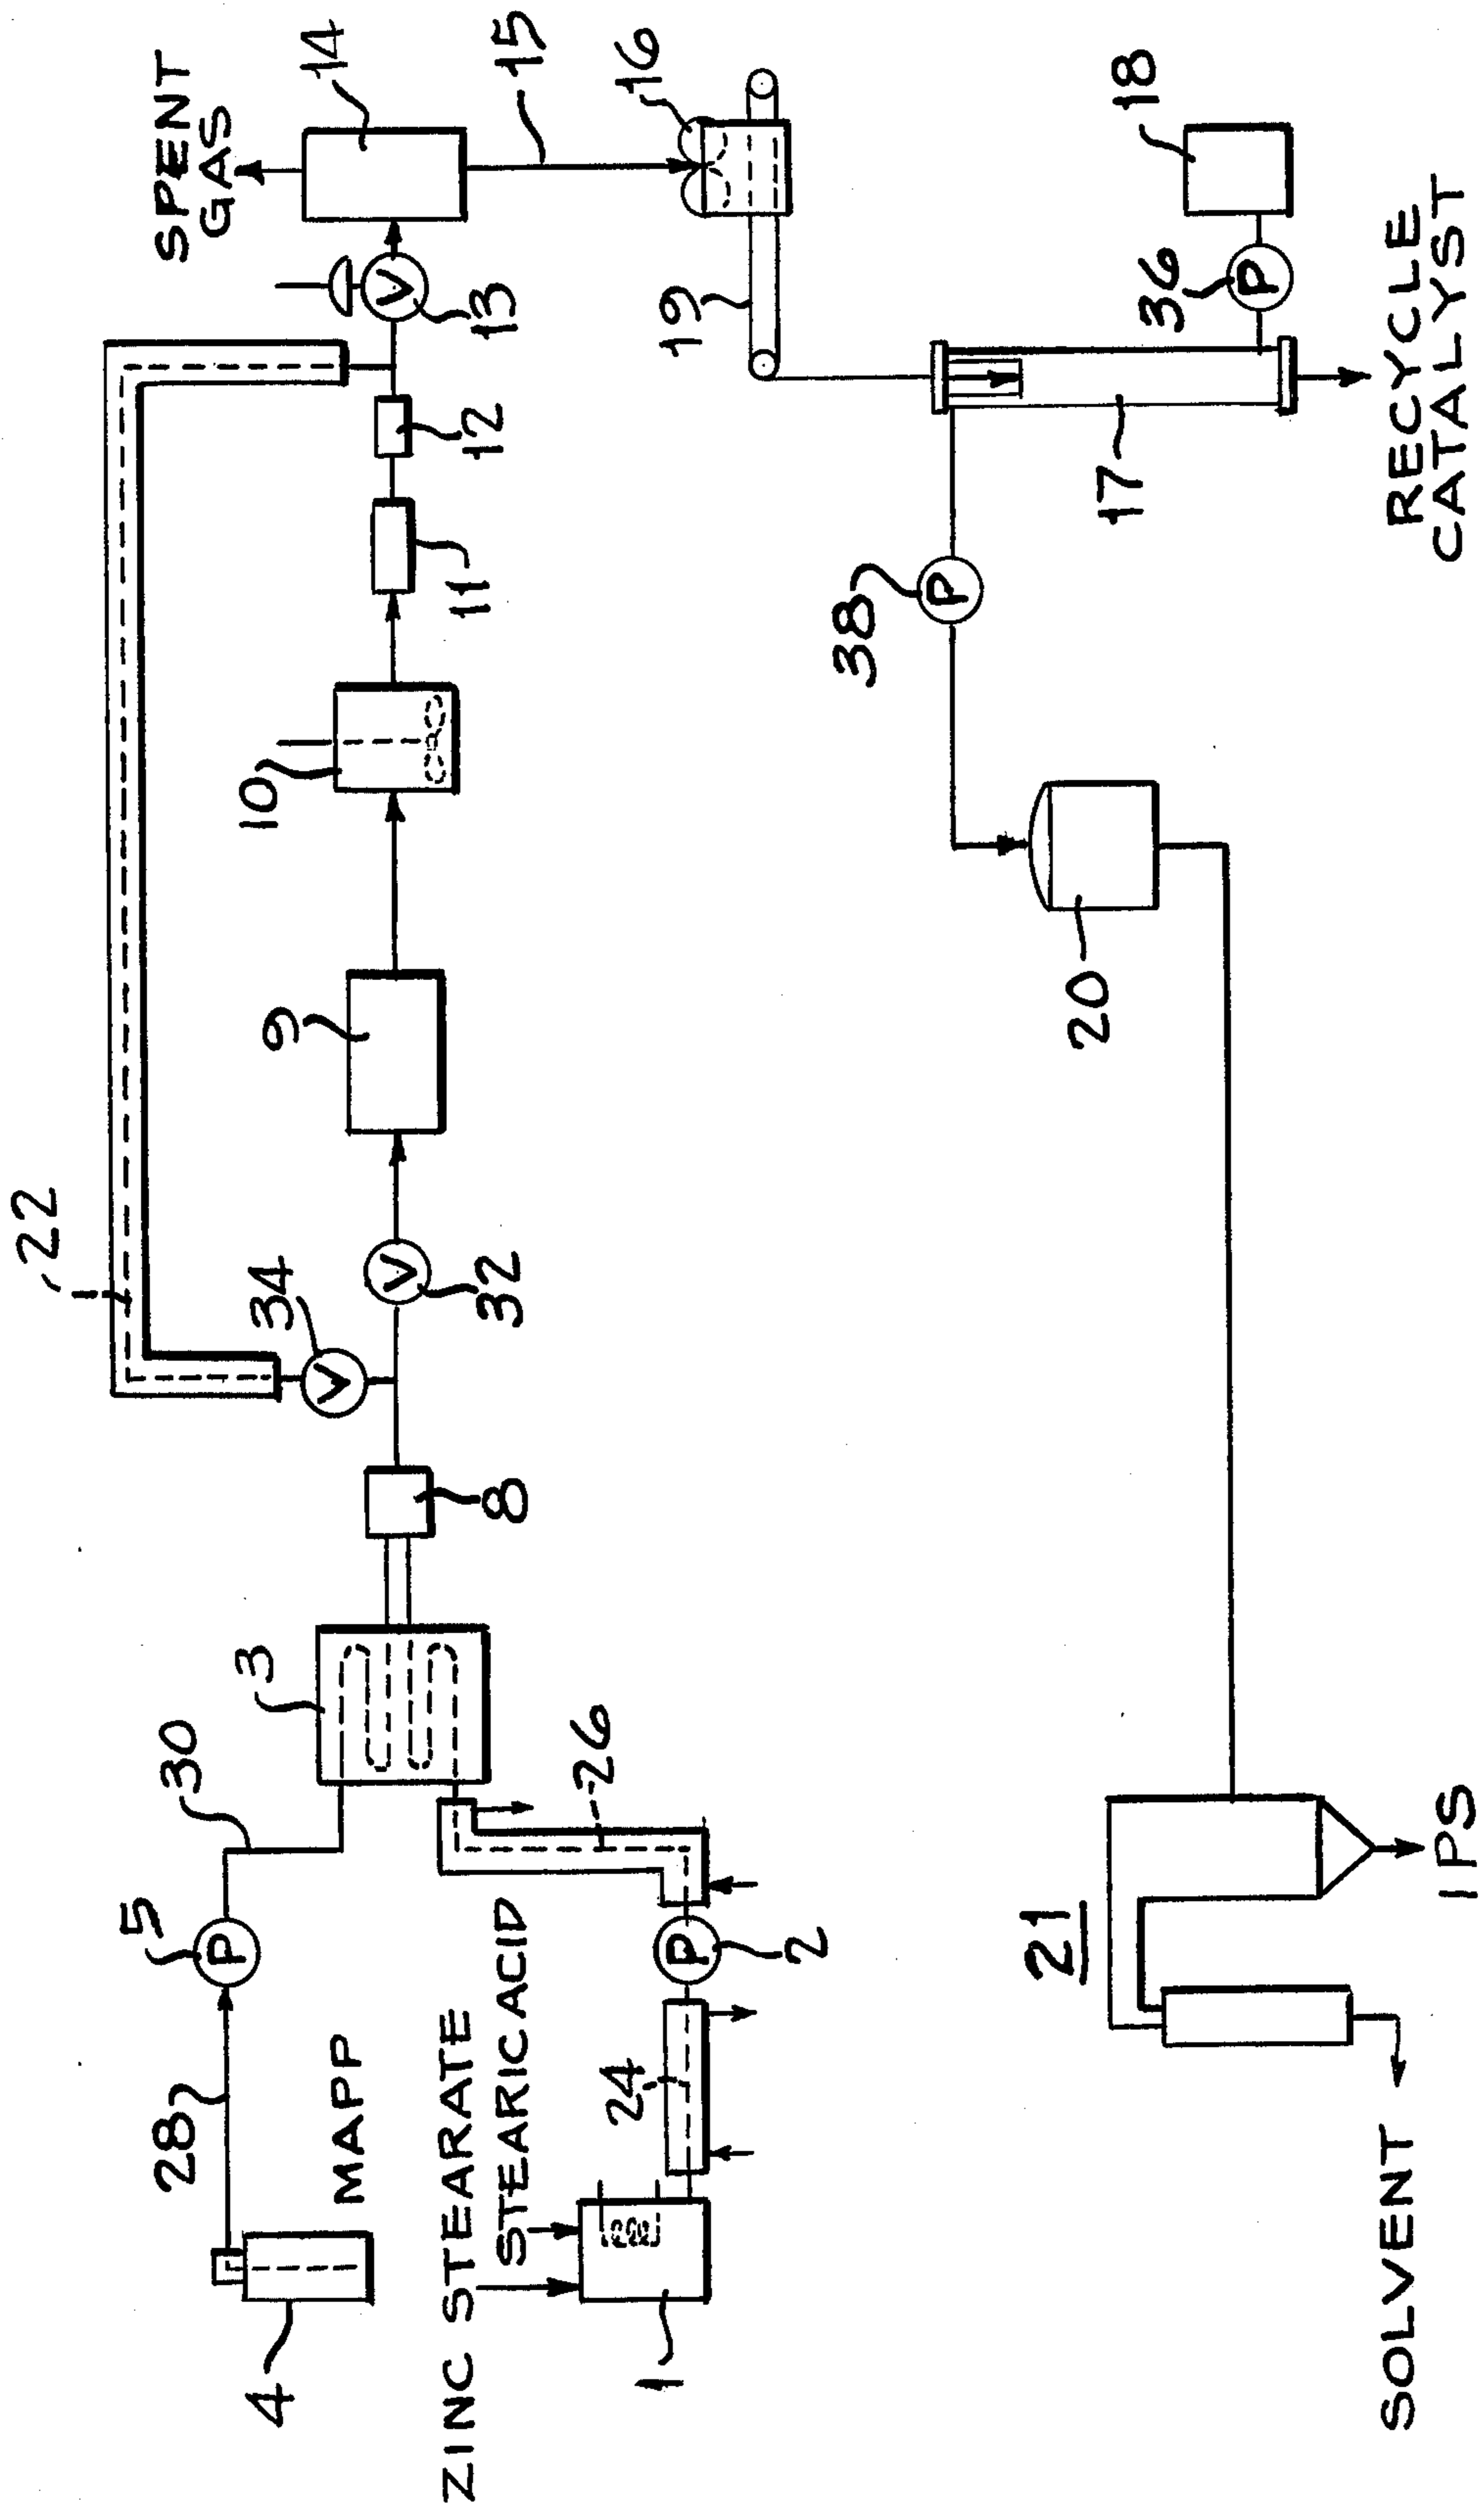 22
SPENT
GAS
14
5
30
3
34
10
28
9
MAPP
4
8
32
11
12
13
15
ZINC STEARATE
STEARIC ACID
26
16
P
P
V
V
V
24
2
1
19
38
P
36
P
18
21
20
17
SOLVENT
IPS
RECYCLE
CATALYST